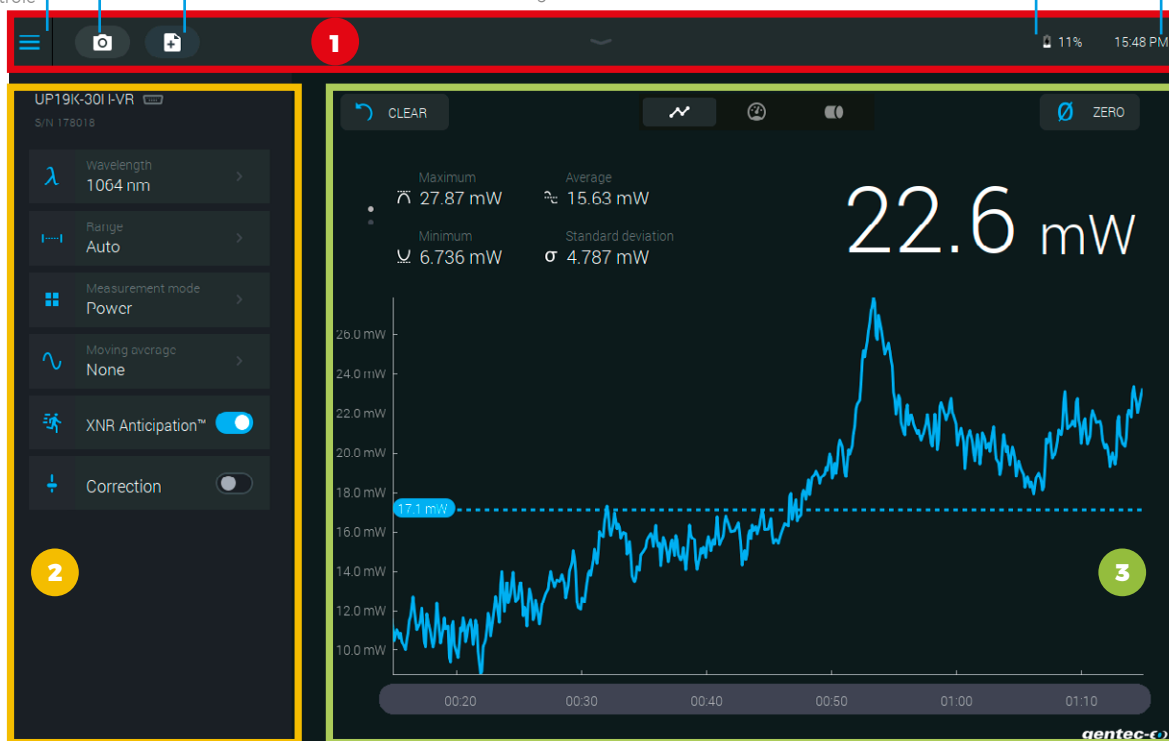 1
11%
15:48 PM
UP19K-30H-VR
S/N 178018
λ
Wavelength
1064 nm
Range
Auto
Measurement mode
Power
Moving average
None
XNR Anticipation™
Correction
2
CLEAR
Ø ZERO
Maximum
27.87 mW
Average
15.63 mW
Minimum
6.736 mW
Standard deviation
σ 4.787 mW
22.6 mW
26.0 mW
24.0 mW
22.0 mW
20.0 mW
18.0 mW
17.1 mW
16.0 mW
14.0 mW
12.0 mW
10.0 mW
3
00:20
00:30
00:40
00:50
01:00
01:10
gentec-eo